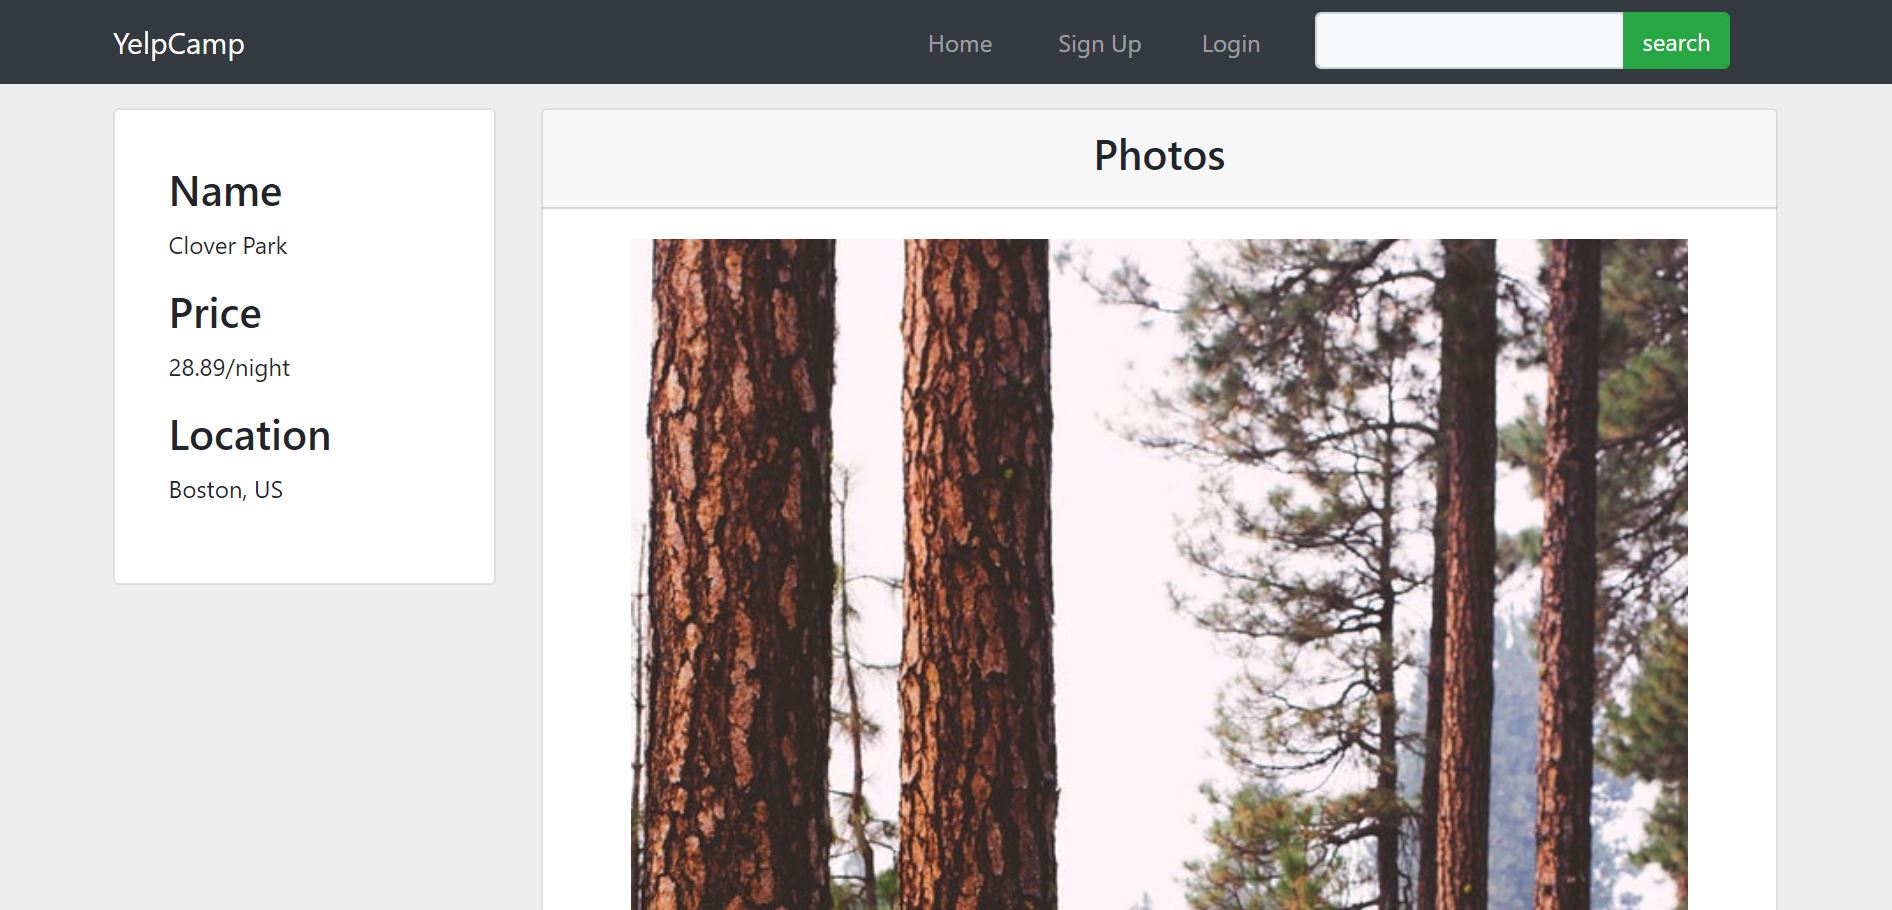 YelpCamp
Home
Sign Up
Login
search
Name
Clover Park
Price
28.89/night
Location
Boston, US
Photos